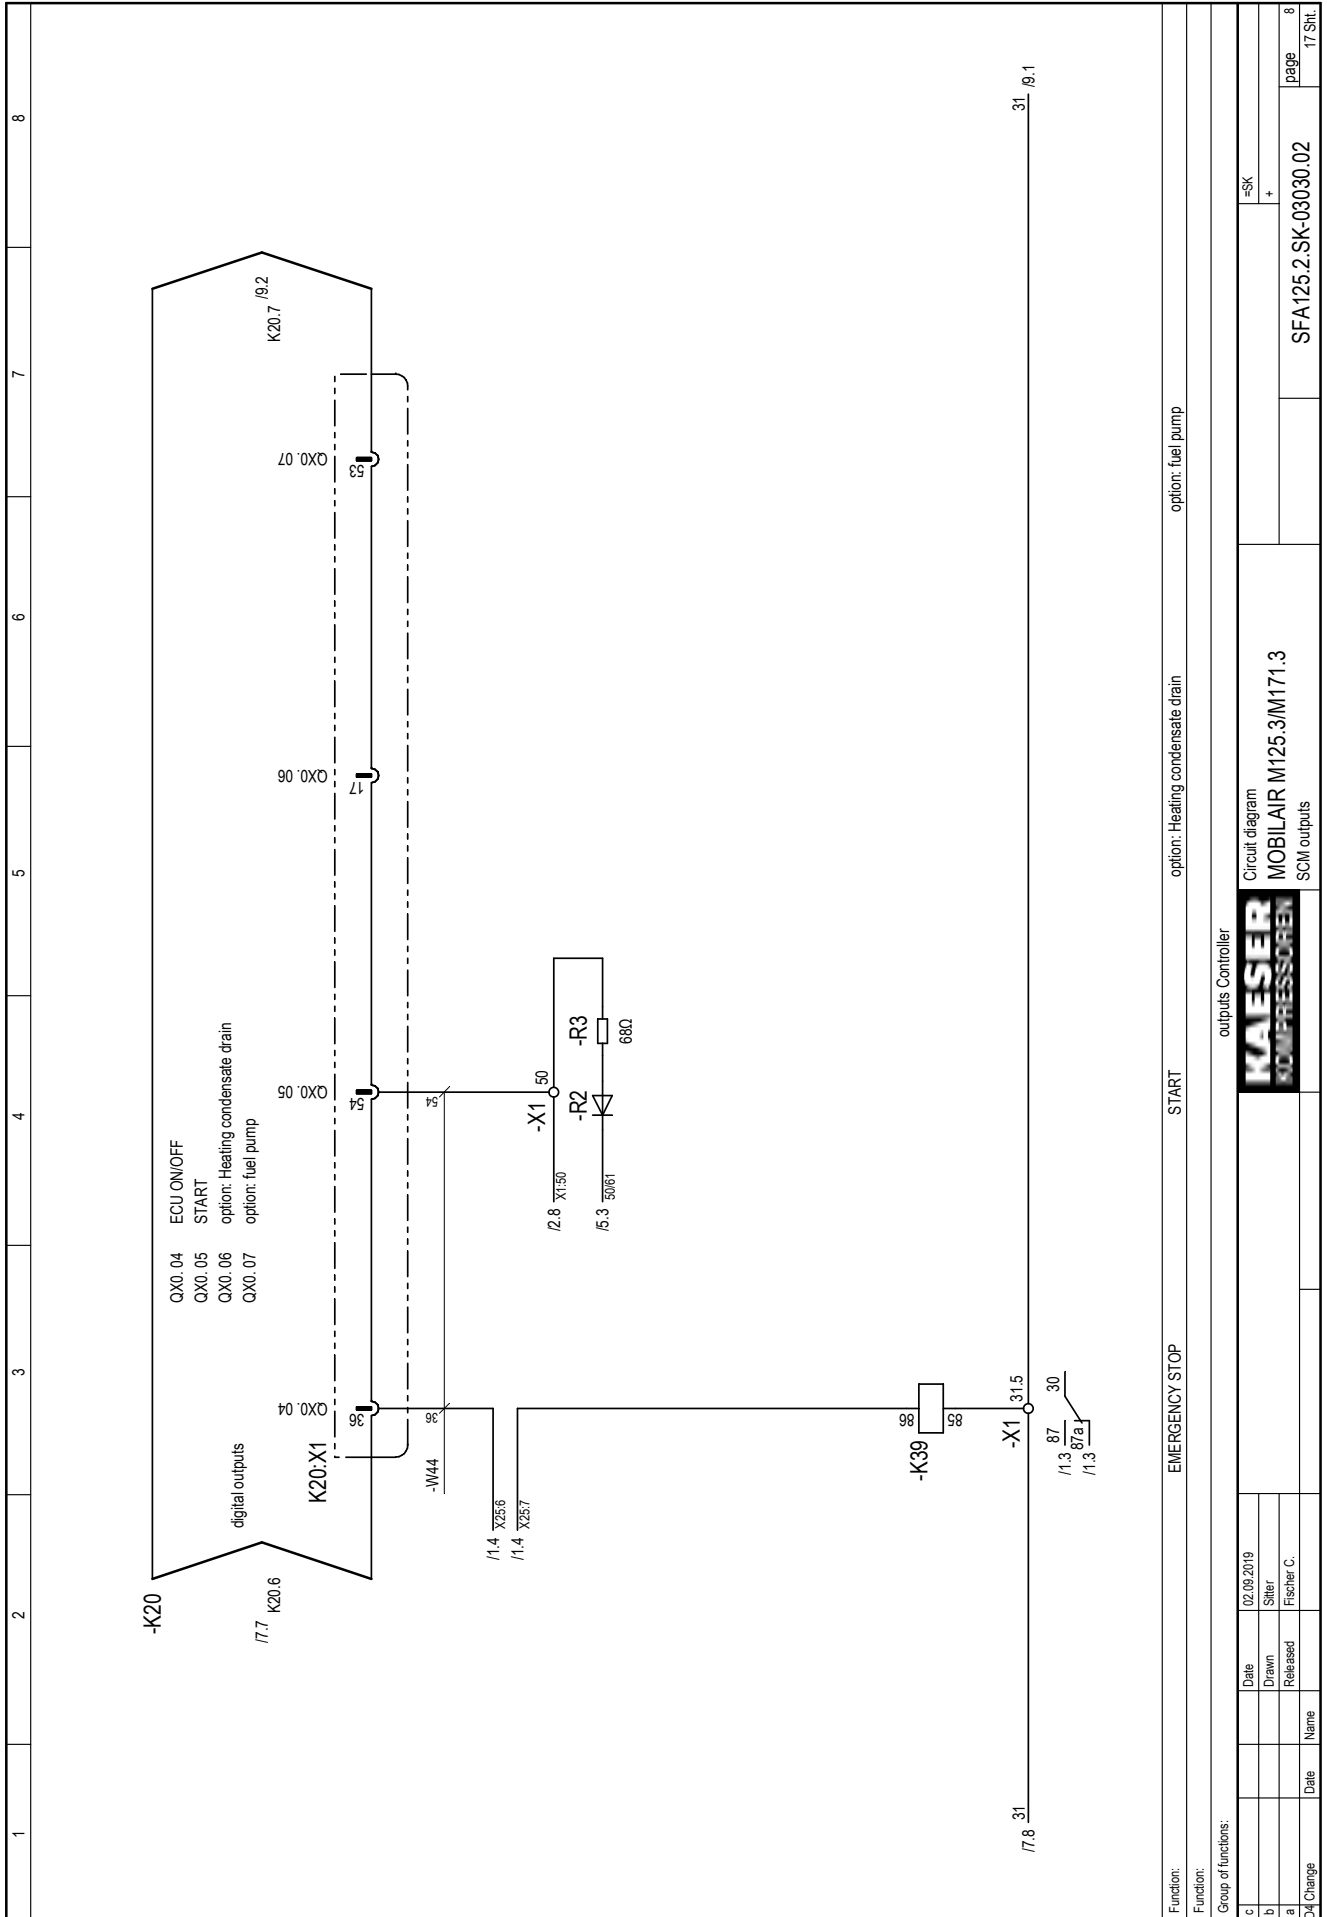 1 2 3 4 5 6 7 8
-K20
/7.7 K20.6
digital outputs
QX0. 04 ECU ON/OFF
QX0. 05 START
QX0. 06 option: Heating condensate drain
QX0. 07 option: fuel pump
K20.7 /9.2
K20:X1
QX0. 04
QX0. 05
QX0. 06
QX0. 07
36
54
17
53
-W44
36
54
/1.4 X25:6
/1.4 X25:7
-X1 50
/2.8 X1:50
-R2
-R3
/5.3 50/61
68Ω
-K39
86
85
/7.8 31
-X1 31.5
31 /9.1
/1.3 87 30
/1.3 87a
Function: EMERGENCY STOP START option: Heating condensate drain option: fuel pump
Function:
Group of functions: outputs Controller
c Date 02.09.2019
b Drawn Sitter
a Released Fischer C.
04 Change Date Name
KAESER
KOMPRESSOREN
Circuit diagram
MOBILAIR M125.3/M171.3
SCM outputs
=SK
+
SFA125.2.SK-03030.02
page 8
17 Sht.